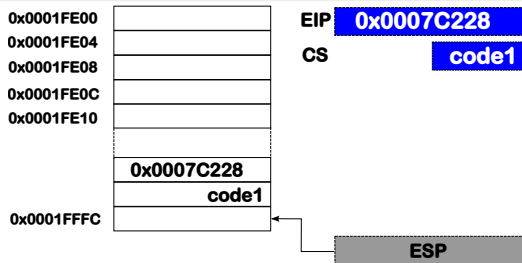 0x0001FE00
0x0001FE04
0x0001FE08
0x0001FE0C
0x0001FE10
0x0007C228
code1
0x0001FFFC
EIP 0x0007C228
CS code1
ESP